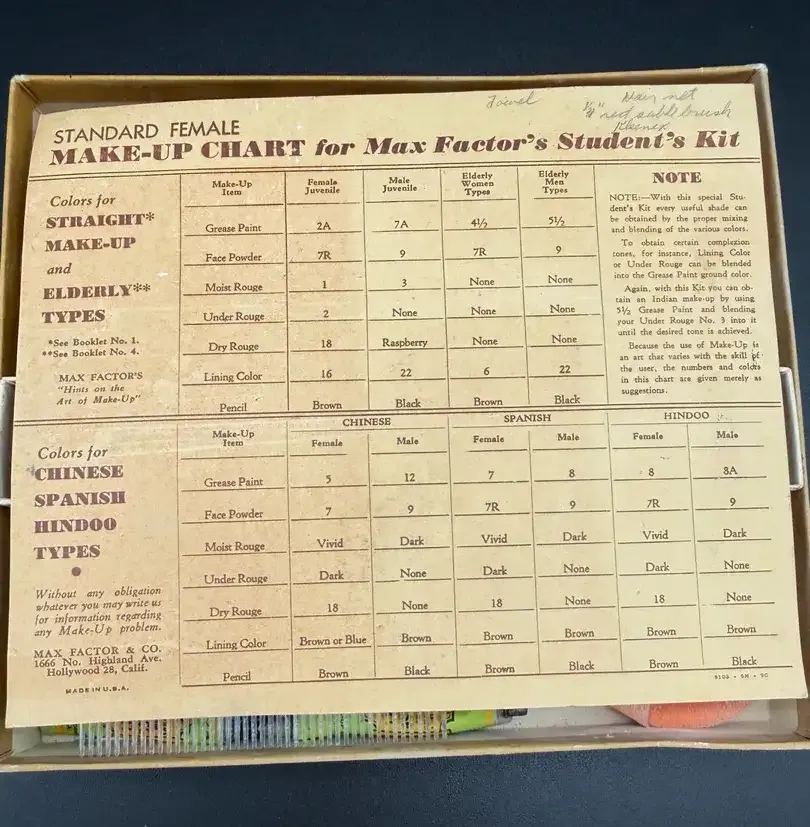 Towel
Hair net
1/4" rest sable brush
Kleenex
STANDARD FEMALE
MAKE-UP CHART for Max Factor's Student's Kit
Colors for
STRAIGHT*
MAKE-UP
and
ELDERLY**
TYPES
*See Booklet No. 1.
**See Booklet No. 4.
MAX FACTOR'S
"Hints on the
Art of Make-Up"
Make-Up Item Female Juvenile Male Juvenile Elderly Women Types Elderly Men Types
Grease Paint 2A 7A 4½ 5½
Face Powder 7R 9 7R 9
Moist Rouge 1 3 None None
Under Rouge 2 None None None
Dry Rouge 18 Raspberry None None
Lining Color 16 22 6 22
Pencil Brown Black Brown Black
NOTE
NOTE:—With this special Stu-
dent's Kit every useful shade can
be obtained by the proper mixing
and blending of the various colors.
To obtain certain complexion
tones, for instance, Lining Color
or Under Rouge can be blended
into the Grease Paint ground color.
Again, with this Kit you can ob-
tain an Indian make-up by using
5½ Grease Paint and blending
your Under Rouge No. 3 into it
until the desired tone is achieved.
Because the use of Make-Up is
an art that varies with the skill of
the user, the numbers and colors
in this chart are given merely as
suggestions.
Colors for
CHINESE
SPANISH
HINDOO
TYPES
Without any obligation
whatever you may write us
for information regarding
any Make-Up problem.
MAX FACTOR & CO.
1666 No. Highland Ave.
Hollywood 28, Calif.
MADE IN U.S.A.
CHINESE SPANISH HINDOO
Make-Up Item Female Male Female Male Female Male
Grease Paint 5 12 7 8 8 8A
Face Powder 7 9 7R 9 7R 9
Moist Rouge Vivid Dark Vivid Dark Vivid Dark
Under Rouge Dark None Dark None Dark None
Dry Rouge 18 None 18 None 18 None
Lining Color Brown or Blue Brown Brown Brown Brown Brown
Pencil Brown Black Brown Black Brown Black